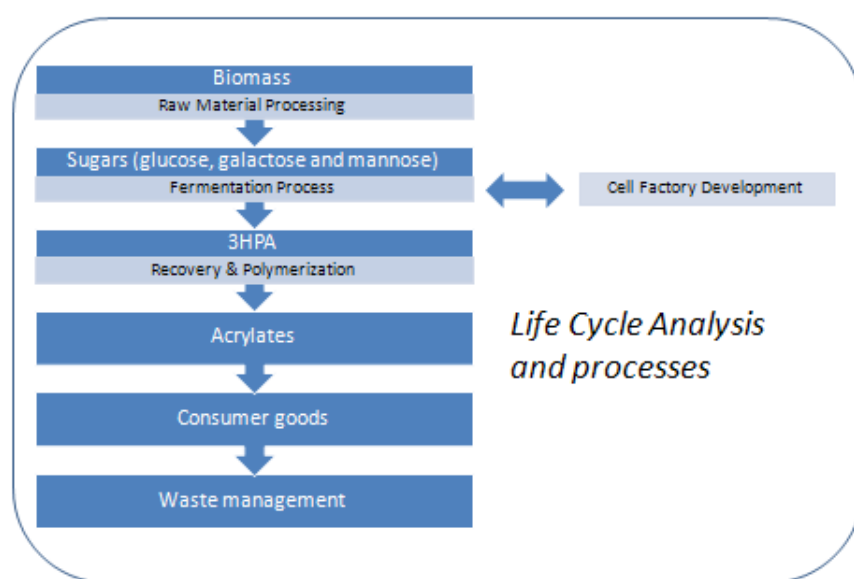 Biomass
Raw Material Processing
Sugars (glucose, galactose and mannose)
Fermentation Process
Cell Factory Development
3HPA
Recovery & Polymerization
Acrylates
Life Cycle Analysis
and processes
Consumer goods
Waste management